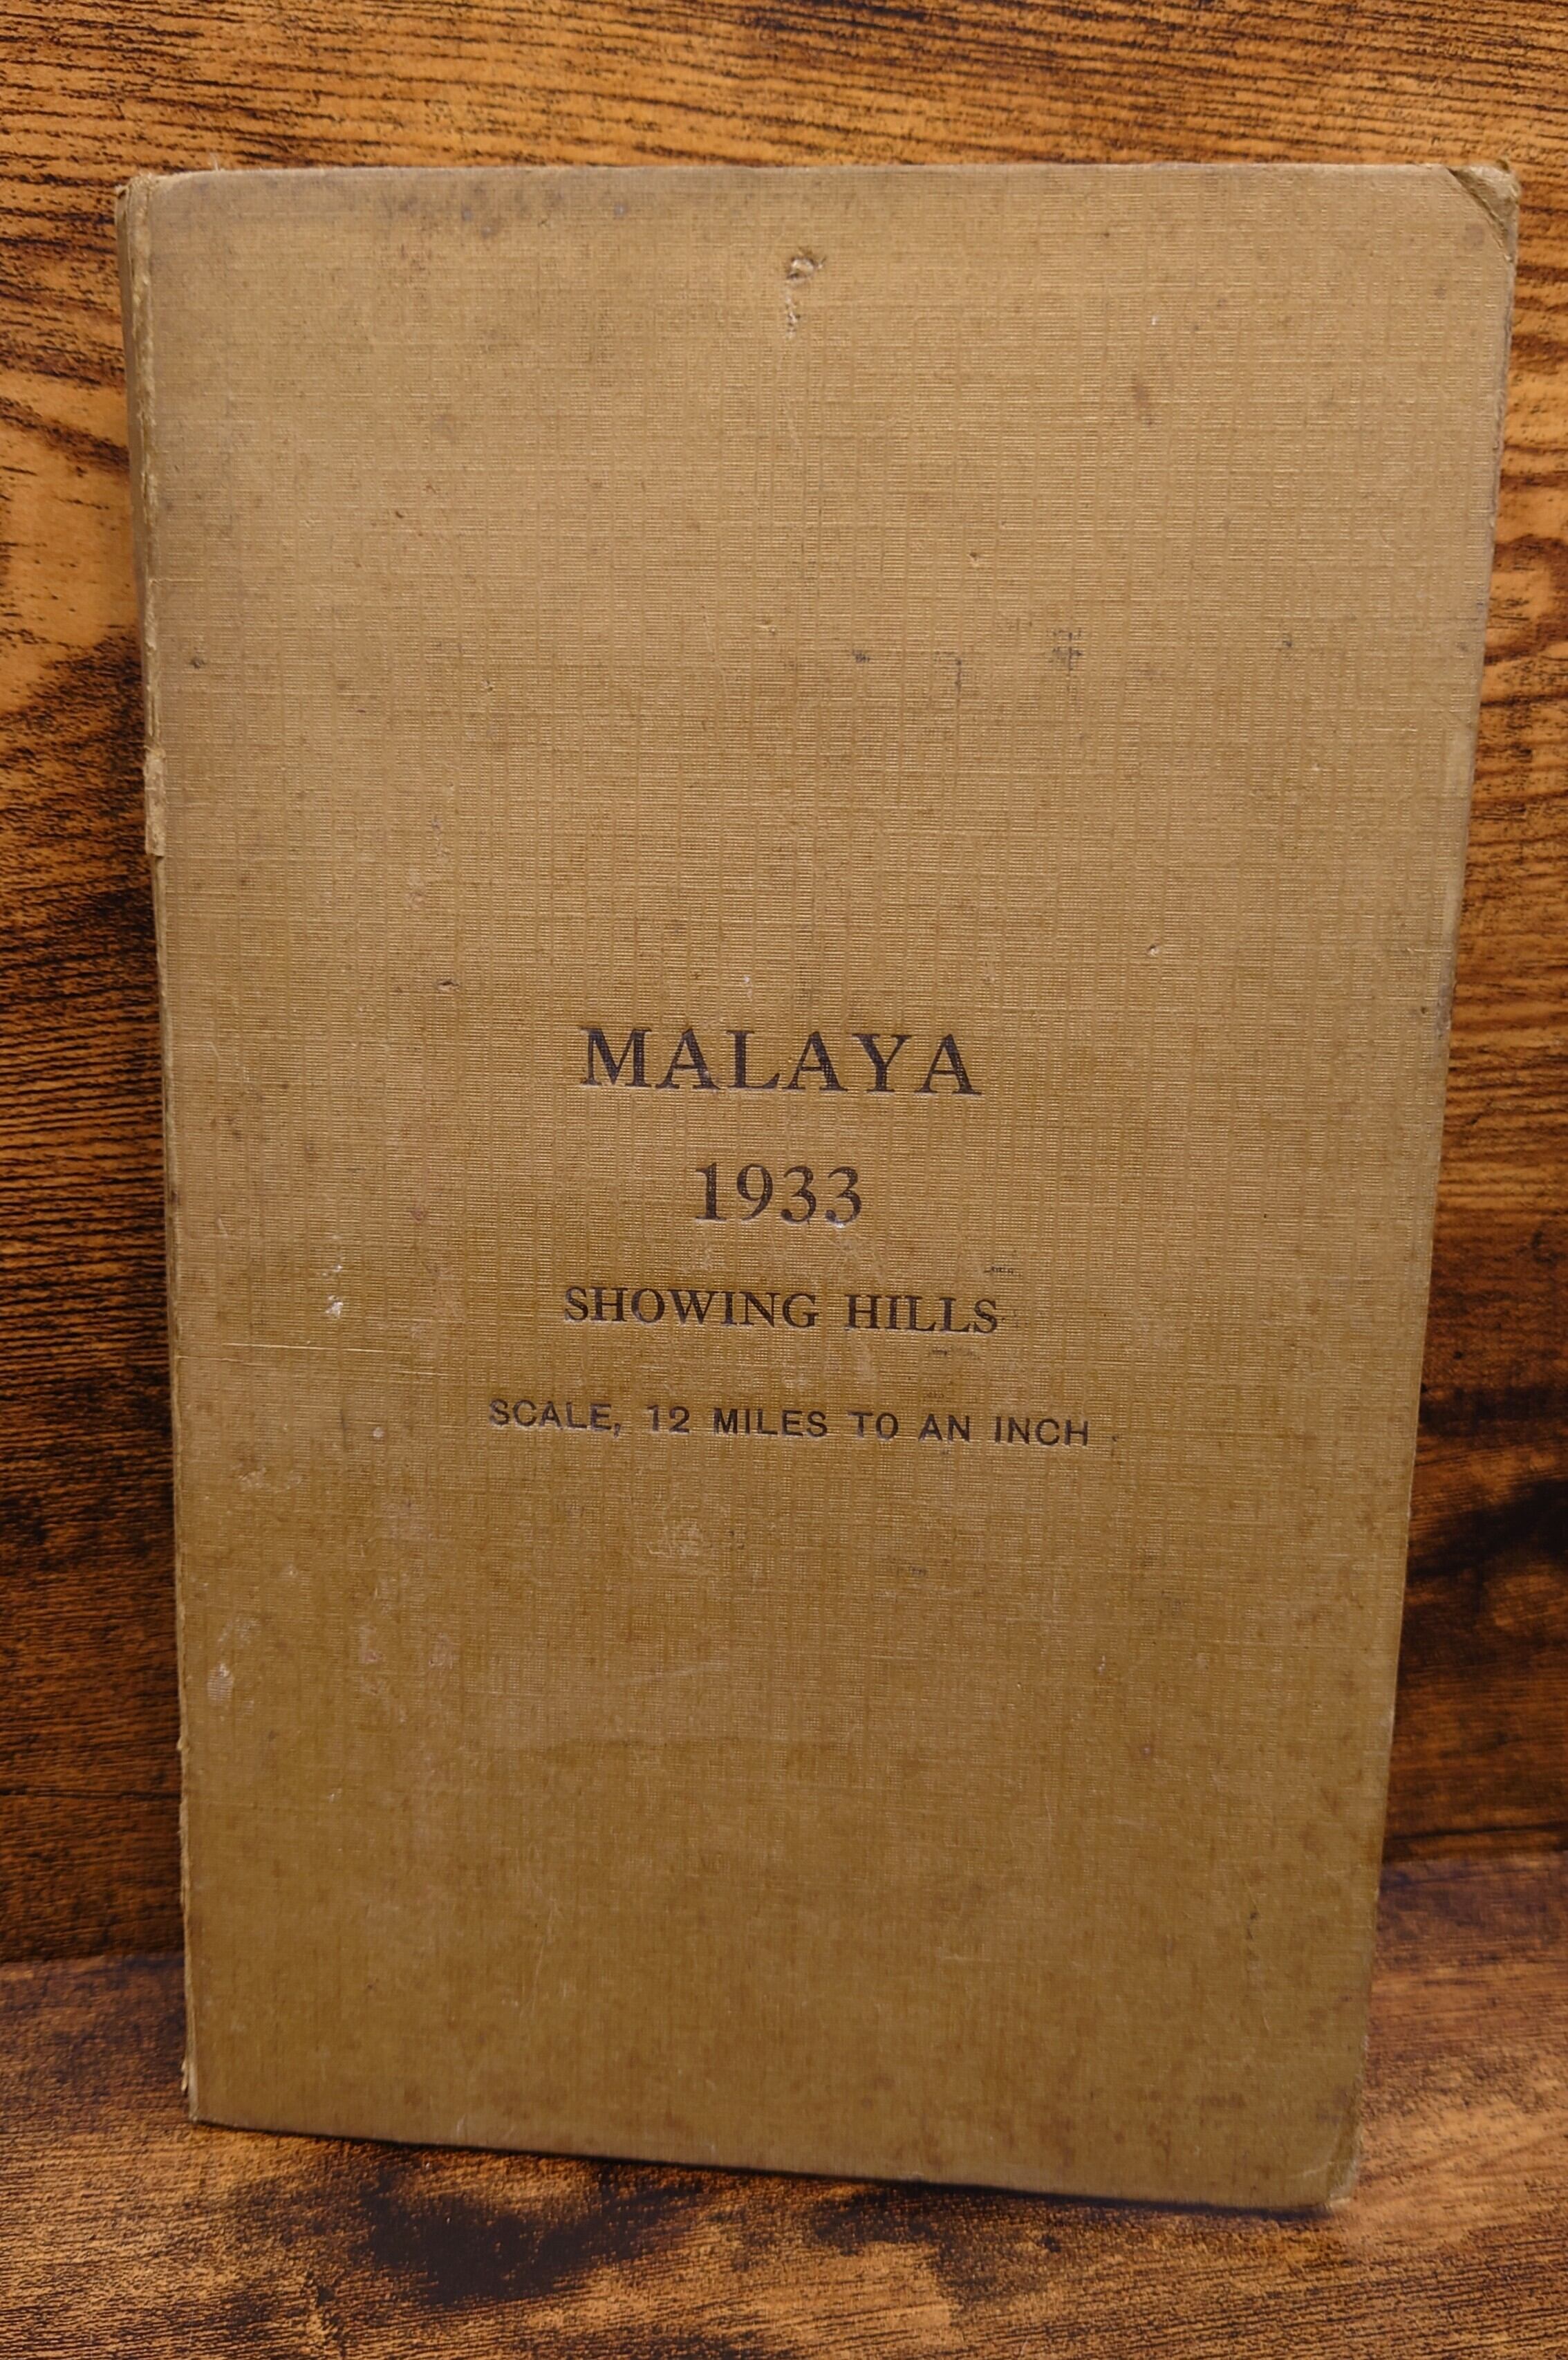 MALAYA
1933
SHOWING HILLS
SCALE, 12 MILES TO AN INCH